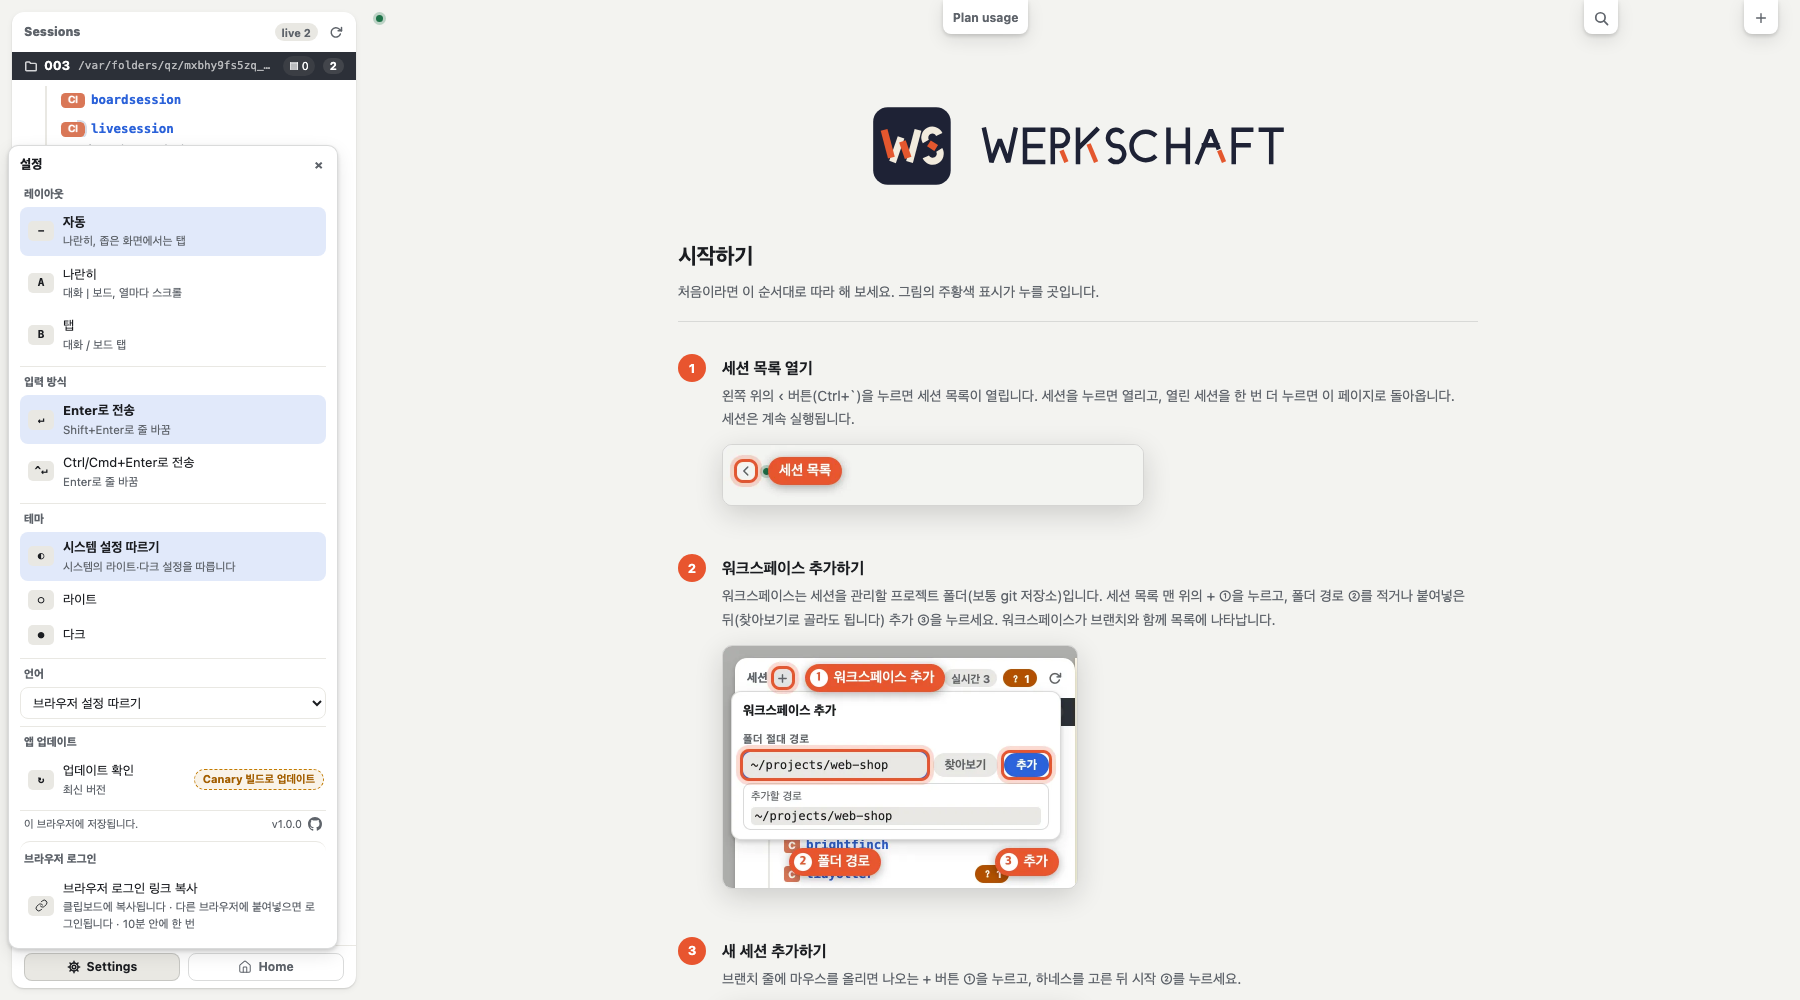 Sessions
live 2
003 /var/folders/qz/mxbhy9fs5zq_… 0 2
CI boardsession
CI livesession
설정 ×
레이아웃
자동
나란히, 좁은 화면에서는 탭
A 나란히
대화 | 보드, 열마다 스크롤
B 탭
대화 / 보드 탭
입력 방식
Enter로 전송
Shift+Enter로 줄 바꿈
Ctrl/Cmd+Enter로 전송
Enter로 줄 바꿈
테마
시스템 설정 따르기
시스템의 라이트·다크 설정을 따릅니다
라이트
다크
언어
브라우저 설정 따르기
앱 업데이트
업데이트 확인
최신 버전
Canary 빌드로 업데이트
이 브라우저에 저장됩니다.
v1.0.0
브라우저 로그인
브라우저 로그인 링크 복사
클립보드에 복사됩니다 · 다른 브라우저에 붙여넣으면 로
그인됩니다 · 10분 안에 한 번
Settings
Home
Plan usage
WS WERKSCHAFT
시작하기
처음이라면 이 순서대로 따라 해 보세요. 그림의 주황색 표시가 누를 곳입니다.
1 세션 목록 열기
왼쪽 위의 ‹ 버튼(Ctrl+`)을 누르면 세션 목록이 열립니다. 세션을 누르면 열리고, 열린 세션을 한 번 더 누르면 이 페이지로 돌아옵니다.
세션은 계속 실행됩니다.
세션 목록
2 워크스페이스 추가하기
워크스페이스는 세션을 관리할 프로젝트 폴더(보통 git 저장소)입니다. 세션 목록 맨 위의 + ①을 누르고, 폴더 경로 ②를 적거나 붙여넣은
뒤(찾아보기로 골라도 됩니다) 추가 ③을 누르세요. 워크스페이스가 브랜치와 함께 목록에 나타납니다.
세션 + 1 워크스페이스 추가 실시간 3 ? 1
워크스페이스 추가
폴더 절대 경로
~/projects/web-shop 찾아보기 추가
추가할 경로
~/projects/web-shop
C brightfinch
2 폴더 경로
3 추가
3 새 세션 추가하기
브랜치 줄에 마우스를 올리면 나오는 + 버튼 ①을 누르고, 하네스를 고른 뒤 시작 ②를 누르세요.